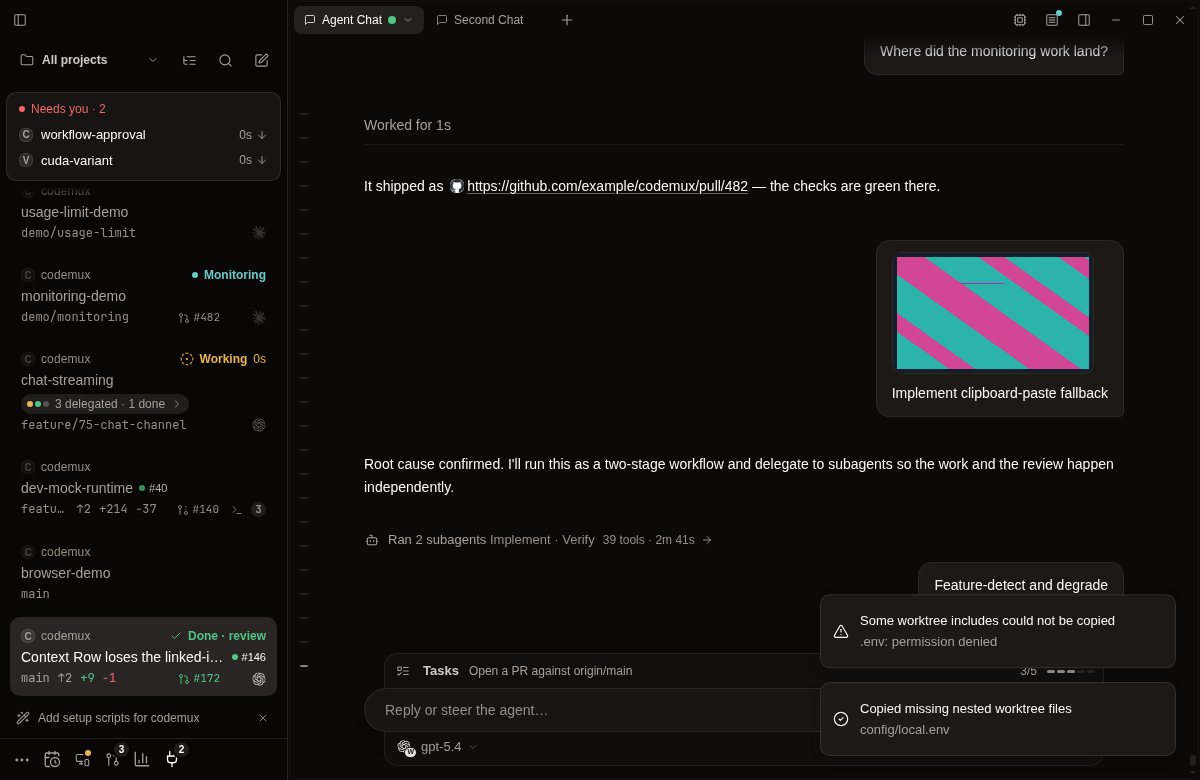 All projects
Needs you · 2
C workflow-approval 0s
V cuda-variant 0s
C codemux
usage-limit-demo
demo/usage-limit
C codemux Monitoring
monitoring-demo
demo/monitoring #482
C codemux Working 0s
chat-streaming
3 delegated · 1 done
feature/75-chat-channel
C codemux
dev-mock-runtime #40
featu… ↑2 +214 -37 #140 3
C codemux
browser-demo
main
C codemux Done · review
Context Row loses the linked-i… #146
main ↑2 +9 -1 #172
Add setup scripts for codemux
3
2
Agent Chat
Second Chat
Where did the monitoring work land?
Worked for 1s
It shipped as https://github.com/example/codemux/pull/482 — the checks are green there.
Implement clipboard-paste fallback
Root cause confirmed. I'll run this as a two-stage workflow and delegate to subagents so the work and the review happen
independently.
Ran 2 subagents Implement · Verify 39 tools · 2m 41s
Feature-detect and degrade
Tasks Open a PR against origin/main 3/5
Reply or steer the agent…
W gpt-5.4
Some worktree includes could not be copied
.env: permission denied
Copied missing nested worktree files
config/local.env